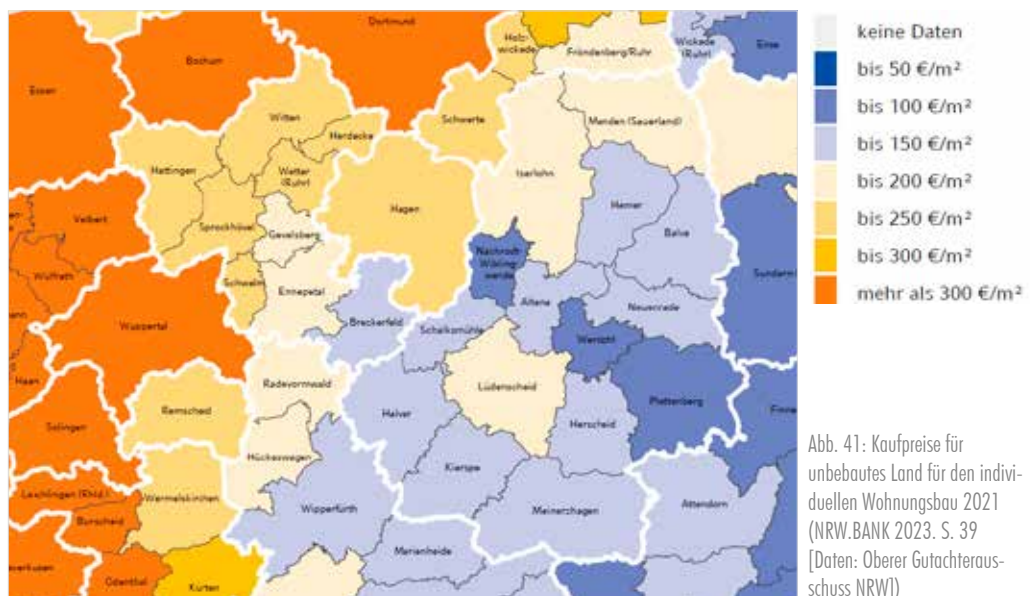 Dortmund
Holz-
wickede
Fröndenberg/Ruhr
Wickede
(Ruhr)
Ense
Bochum
Essen
Witten
Schwerte
Menden (Sauerland)
Herdecke
Hattingen
Wetter
(Ruhr)
Iserlohn
Velbert
Sprockhövel
Hagen
Hemer
Gevelsberg
Balve
Wülfrath
Nachrodt-
Wibling-
werde
Sundern
Schwelm
Ennepetal
Altena
Neuenrade
Wuppertal
Breckerfeld
Schalksmühle
Werdohl
Haan
Radevormwald
Lüdenscheid
Plettenberg
Remscheid
Halver
Finne
Solingen
Herscheid
Hückeswagen
Kierspe
Leichlingen (Rhld.)
Wermelskirchen
Attendorn
Wipperfürth
Meinerzhagen
Burscheid
Marienheide
verkusen
Odenthal
Kürten
keine Daten
bis 50 €/m²
bis 100 €/m²
bis 150 €/m²
bis 200 €/m²
bis 250 €/m²
bis 300 €/m²
mehr als 300 €/m²
Abb. 41: Kaufpreise für
unbebautes Land für den indivi-
duellen Wohnungsbau 2021
(NRW.BANK 2023. S. 39
[Daten: Oberer Gutachteraus-
schuss NRW])